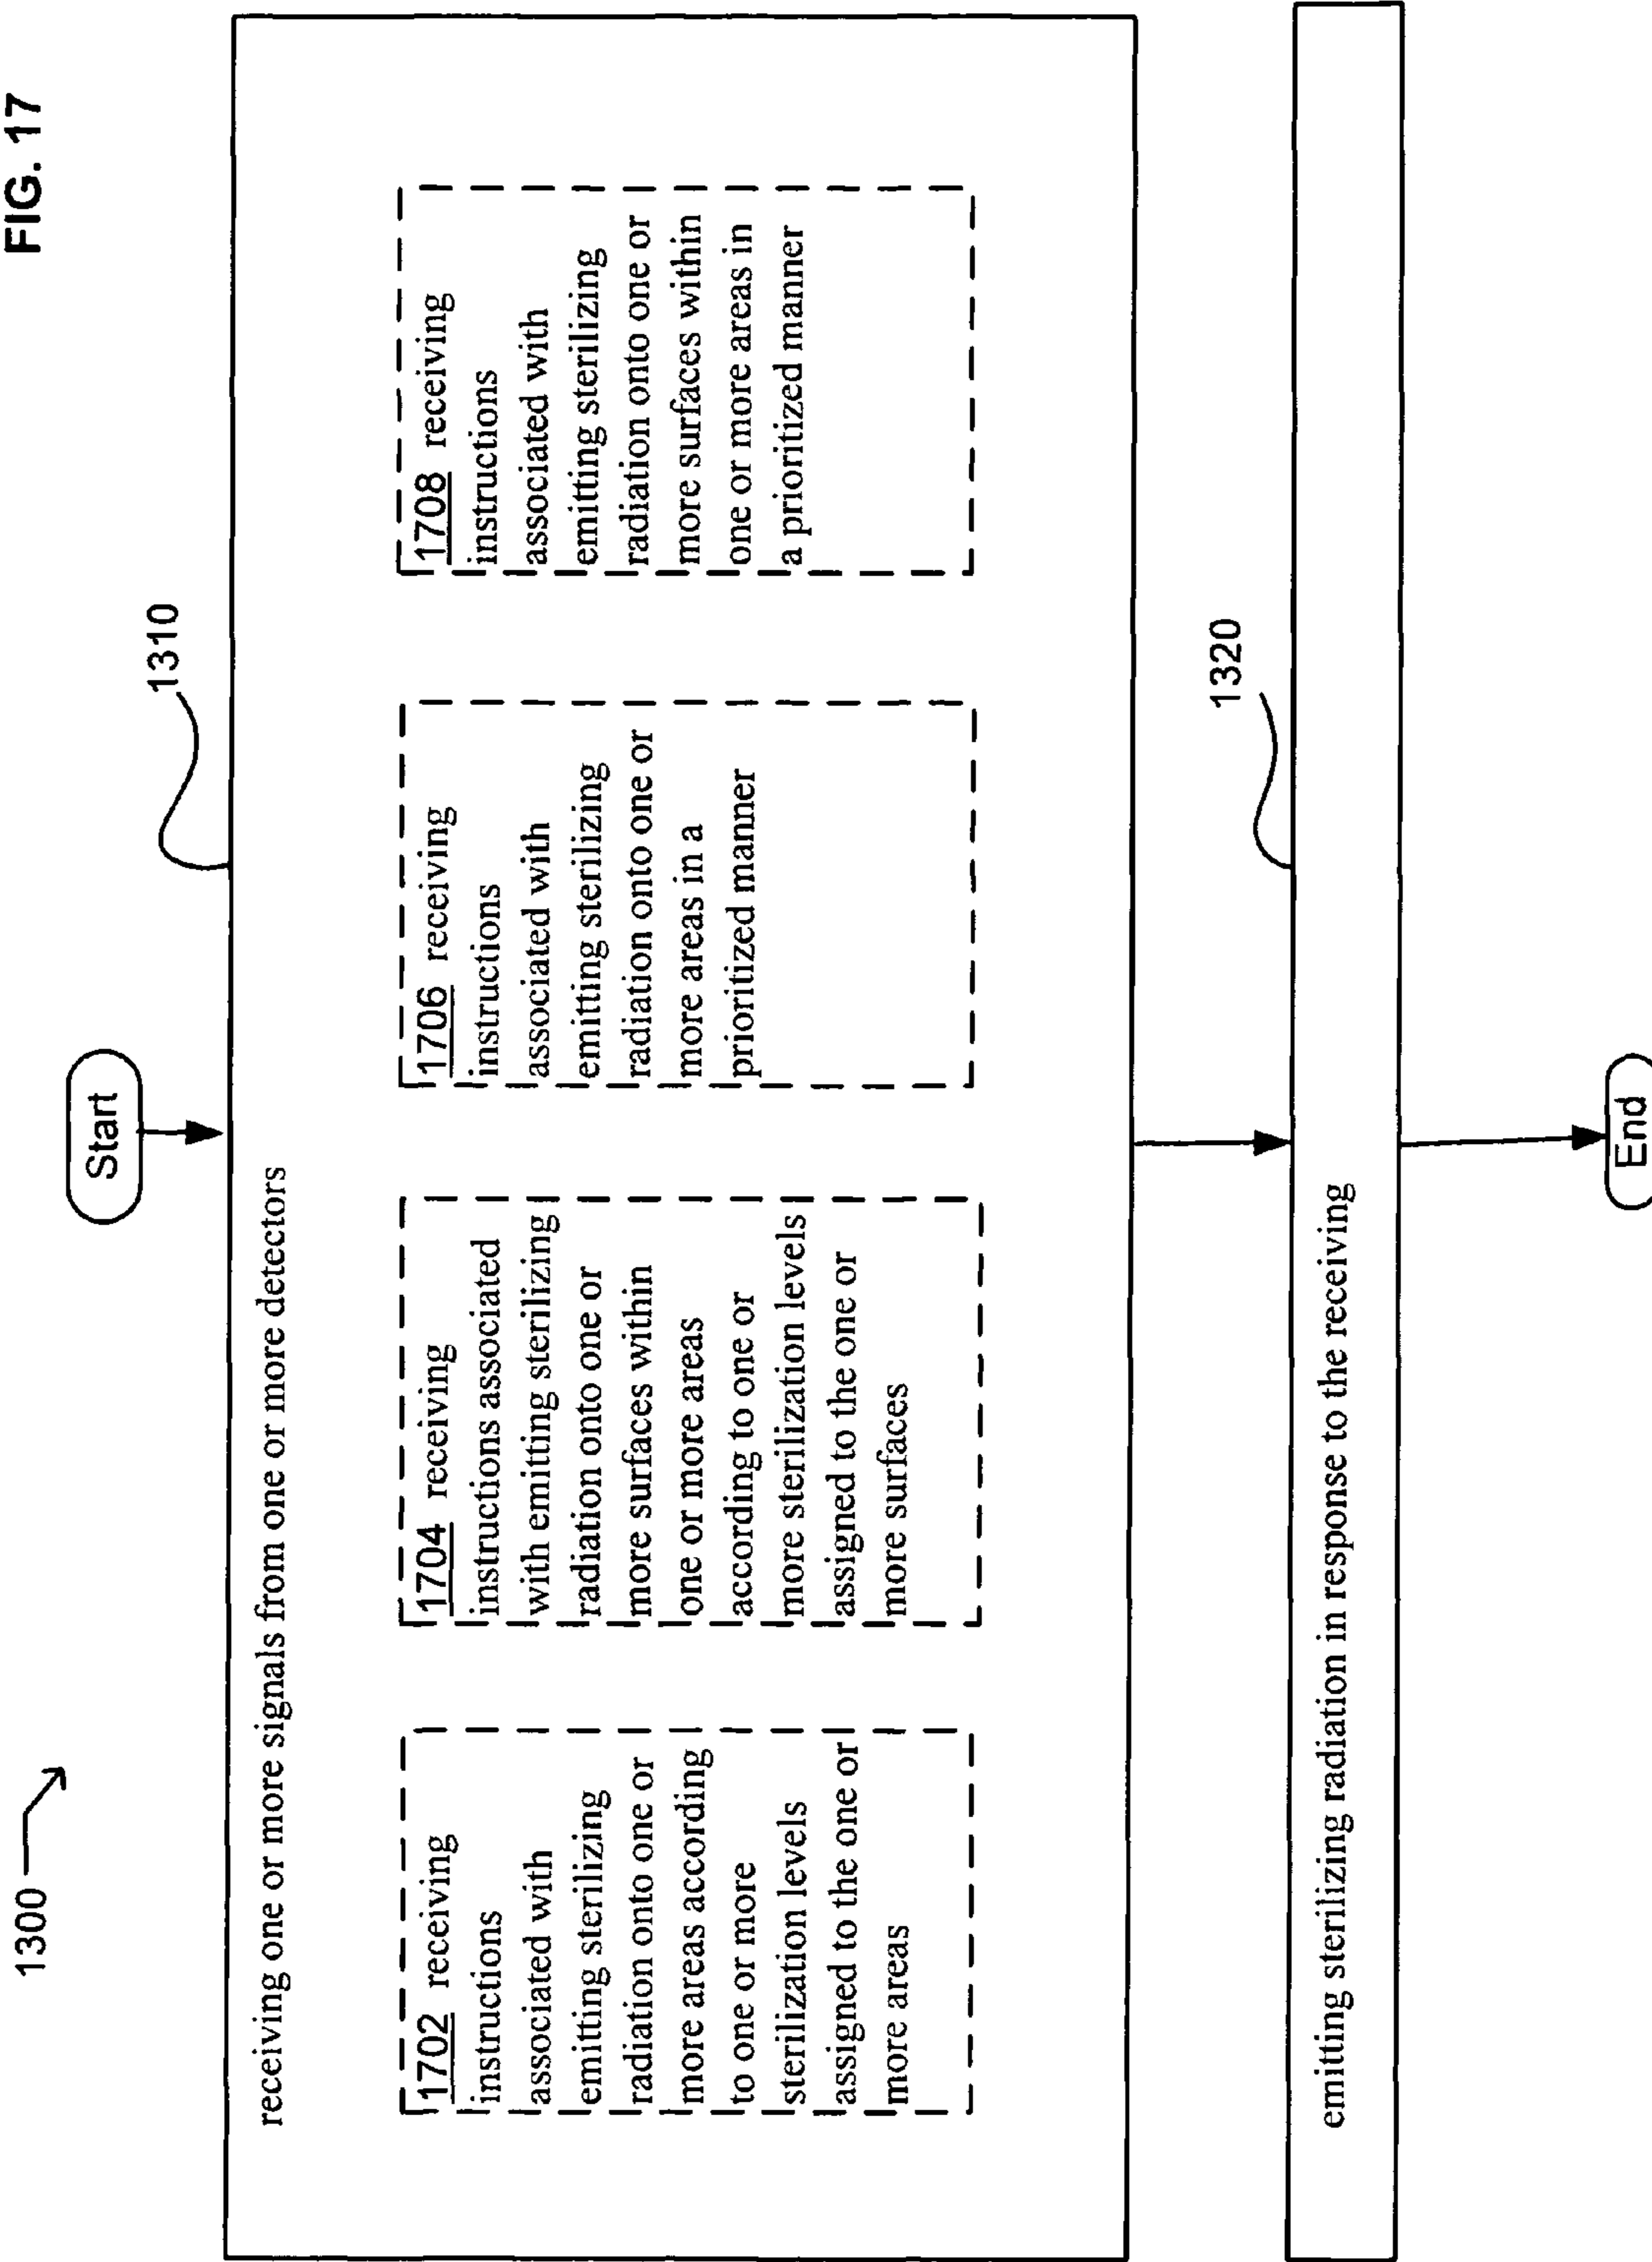 FIG. 17
1300
Start
1310
receiving one or more signals from one or more detectors
1702 receiving
instructions
associated with
emitting sterilizing
radiation onto one or
more areas according
to one or more
sterilization levels
assigned to the one or
more areas
1704 receiving
instructions associated
with emitting sterilizing
radiation onto one or
more surfaces within
one or more areas
according to one or
more sterilization levels
assigned to the one or
more surfaces
1706 receiving
instructions
associated with
emitting sterilizing
radiation onto one or
more areas in a
prioritized manner
1708 receiving
instructions
associated with
emitting sterilizing
radiation onto one or
more surfaces within
one or more areas in
a prioritized manner
1320
emitting sterilizing radiation in response to the receiving
End